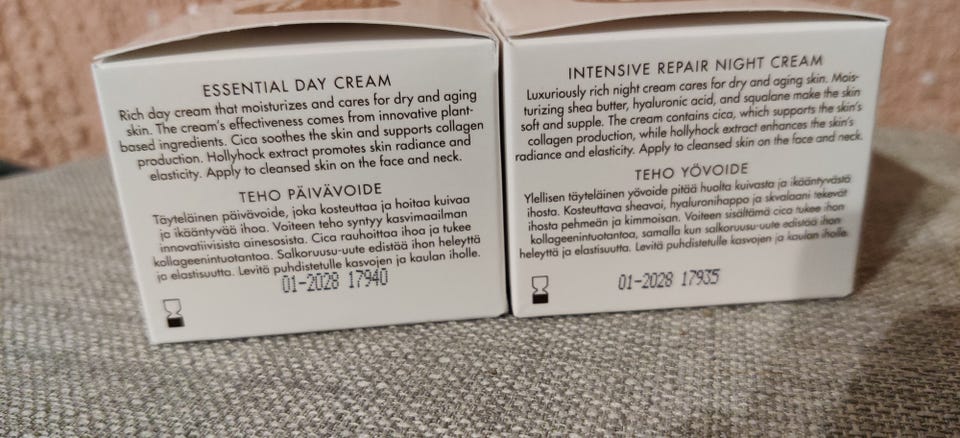 ESSENTIAL DAY CREAM
Rich day cream that moisturizes and cares for dry and aging
skin. The cream's effectiveness comes from innovative plant-
based ingredients. Cica soothes the skin and supports collagen
production. Hollyhock extract promotes skin radiance and
elasticity. Apply to cleansed skin on the face and neck.
TEHO PÄIVÄVOIDE
Täyteläinen päivävoide, joka kosteuttaa ja hoitaa kuivaa
ja ikääntyvää ihoa. Voiteen teho syntyy kasvimaailman
innovatiivisista ainesosista. Cica rauhoittaa ihoa ja tukee
kollageenintuotantoa. Salkoruusu-uute edistää ihon heleyttä
ja elastisuutta. Levitä puhdistetulle kasvojen ja kaulan iholle.
01-2028 17940
INTENSIVE REPAIR NIGHT CREAM
Luxuriously rich night cream cares for dry and aging skin. Mois-
turizing shea butter, hyaluronic acid, and squalane make the skin
soft and supple. The cream contains cica, which supports the skin's
collagen production, while hollyhock extract enhances the skin's
radiance and elasticity. Apply to cleansed skin on the face and neck.
TEHO YÖVOIDE
Ylellisen täyteläinen yövoide pitää huolta kuivasta ja ikääntyvästä
ihosta. Kosteuttava sheavoi, hyaluronihappo ja skvalaani tekevät
ihosta pehmeän ja kimmoisan. Voiteen sisältämä cica tukee ihon
kollageenintuotantoa, samalla kun salkoruusu-uute edistää ihon
heleyttä ja elastisuutta. Levitä puhdistetulle kasvojen ja kaulan iholle.
01-2028 17935